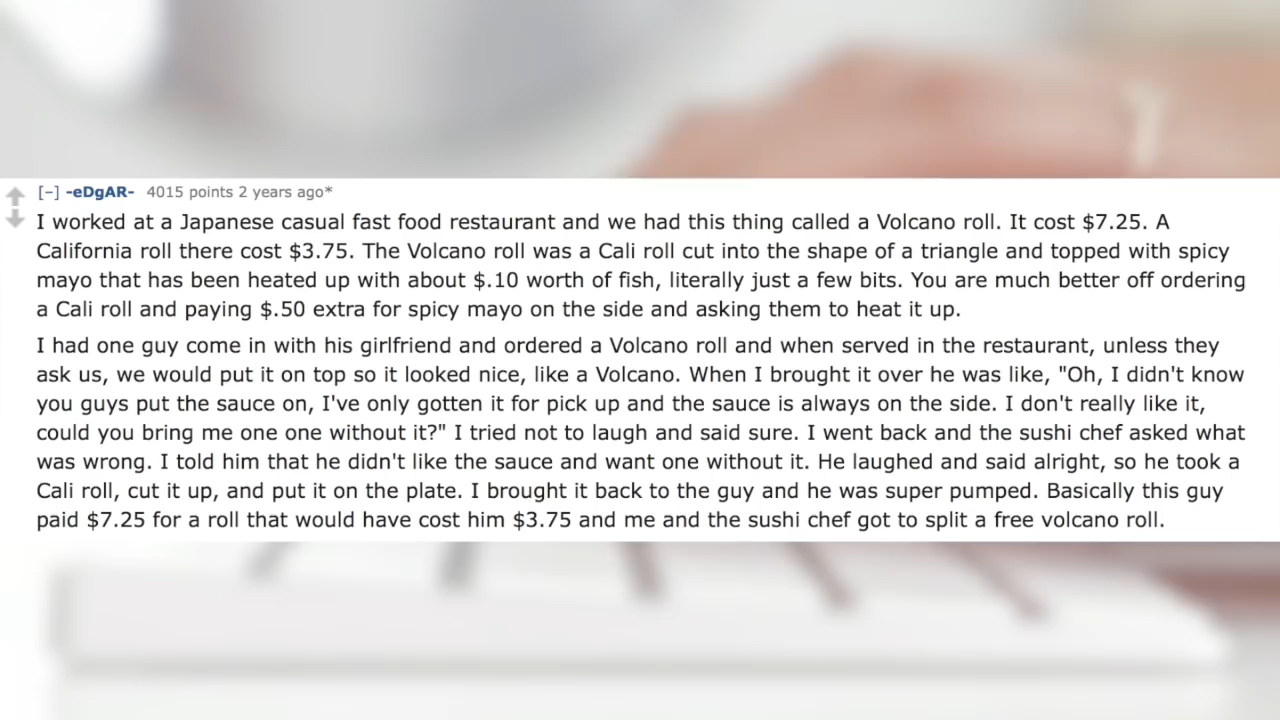 [–] -eDgAR- 4015 points 2 years ago*
I worked at a Japanese casual fast food restaurant and we had this thing called a Volcano roll. It cost $7.25. A
California roll there cost $3.75. The Volcano roll was a Cali roll cut into the shape of a triangle and topped with spicy
mayo that has been heated up with about $.10 worth of fish, literally just a few bits. You are much better off ordering
a Cali roll and paying $.50 extra for spicy mayo on the side and asking them to heat it up.
I had one guy come in with his girlfriend and ordered a Volcano roll and when served in the restaurant, unless they
ask us, we would put it on top so it looked nice, like a Volcano. When I brought it over he was like, "Oh, I didn't know
you guys put the sauce on, I've only gotten it for pick up and the sauce is always on the side. I don't really like it,
could you bring me one one without it?" I tried not to laugh and said sure. I went back and the sushi chef asked what
was wrong. I told him that he didn't like the sauce and want one without it. He laughed and said alright, so he took a
Cali roll, cut it up, and put it on the plate. I brought it back to the guy and he was super pumped. Basically this guy
paid $7.25 for a roll that would have cost him $3.75 and me and the sushi chef got to split a free volcano roll.